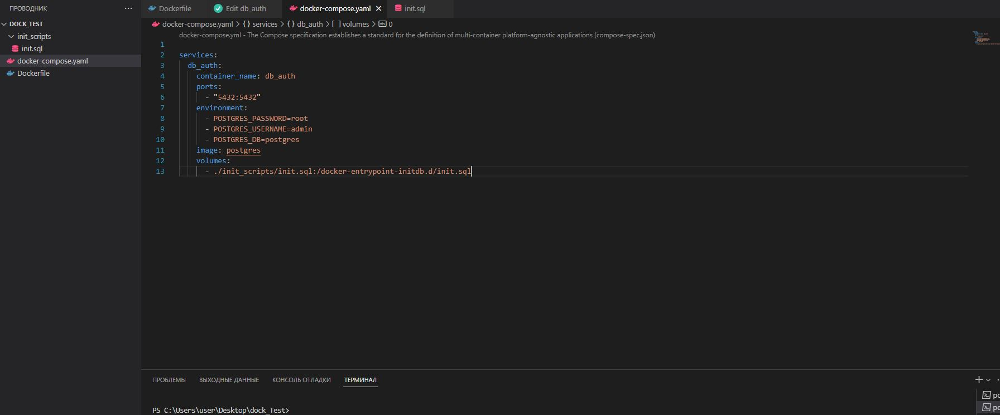 ПРОВОДНИК ···
DOCK_TEST
init_scripts
init.sql
docker-compose.yaml
Dockerfile
Dockerfile
Edit db_auth
docker-compose.yaml
init.sql
docker-compose.yaml > {} services > {} db_auth > [ ] volumes > abc 0
docker-compose.yml - The Compose specification establishes a standard for the definition of multi-container platform-agnostic applications (compose-spec.json)
1
2 services:
3 db_auth:
4 container_name: db_auth
5 ports:
6 - "5432:5432"
7 environment:
8 - POSTGRES_PASSWORD=root
9 - POSTGRES_USERNAME=admin
10 - POSTGRES_DB=postgres
11 image: postgres
12 volumes:
13 - ./init_scripts/init.sql:/docker-entrypoint-initdb.d/init.sql
ПРОБЛЕМЫ ВЫХОДНЫЕ ДАННЫЕ КОНСОЛЬ ОТЛАДКИ ТЕРМИНАЛ
PS C:\Users\user\Desktop\dock_Test>